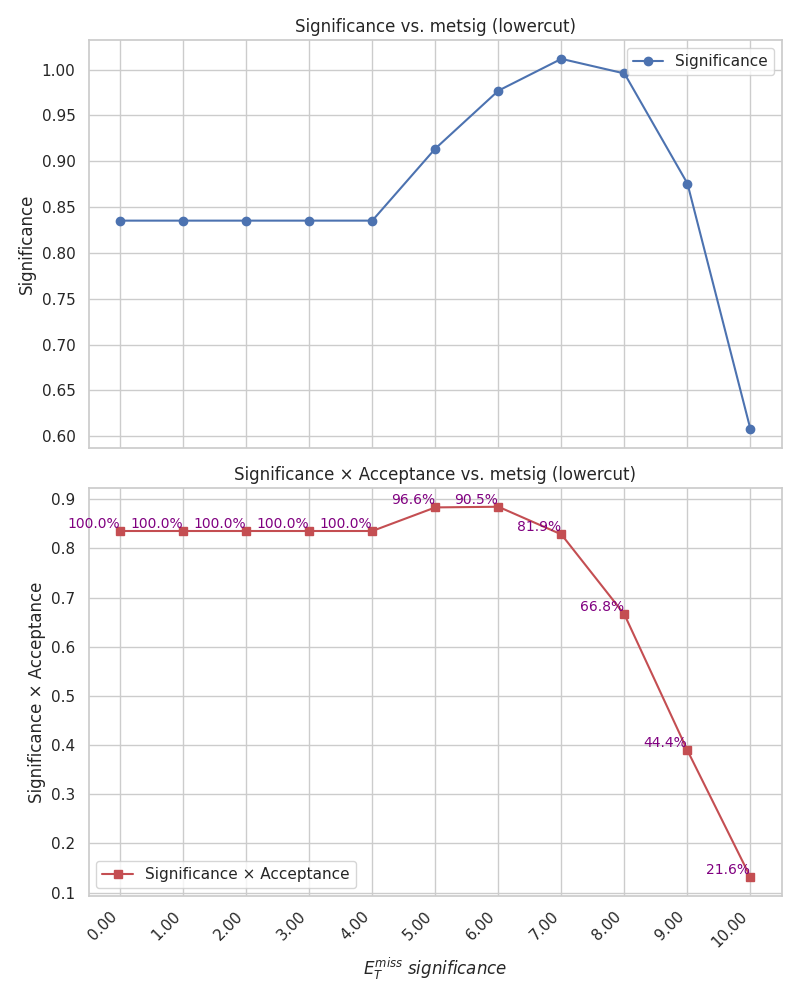 Significance vs. metsig (lowercut)
Significance
1.00
0.95
0.90
0.85
0.80
0.75
0.70
0.65
0.60
Significance
Significance × Acceptance vs. metsig (lowercut)
0.9
0.8
0.7
0.6
0.5
0.4
0.3
0.2
0.1
Significance × Acceptance
100.0% 100.0% 100.0% 100.0% 100.0% 96.6% 90.5% 81.9% 66.8% 44.4% 21.6%
Significance × Acceptance
0.00 1.00 2.00 3.00 4.00 5.00 6.00 7.00 8.00 9.00 10.00
$E_T^{miss}$ significance